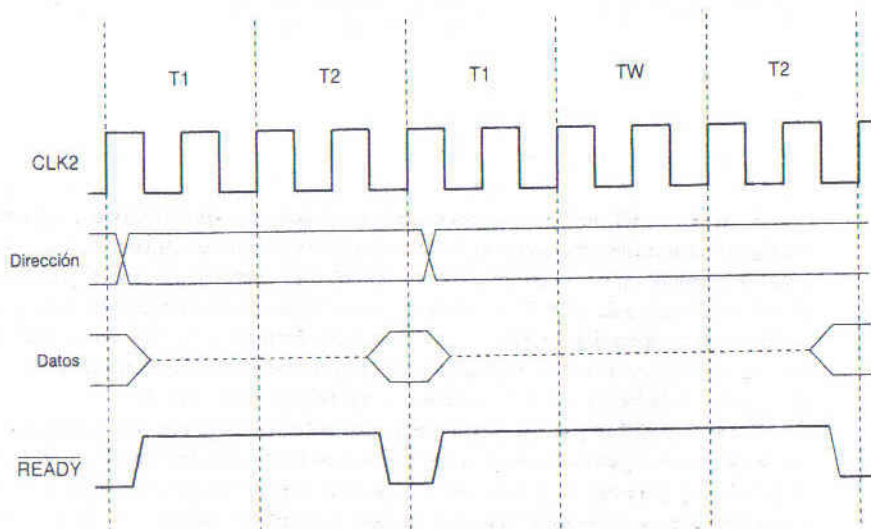 T1 T2 T1 TW T2
CLK2
Dirección
Datos
READY